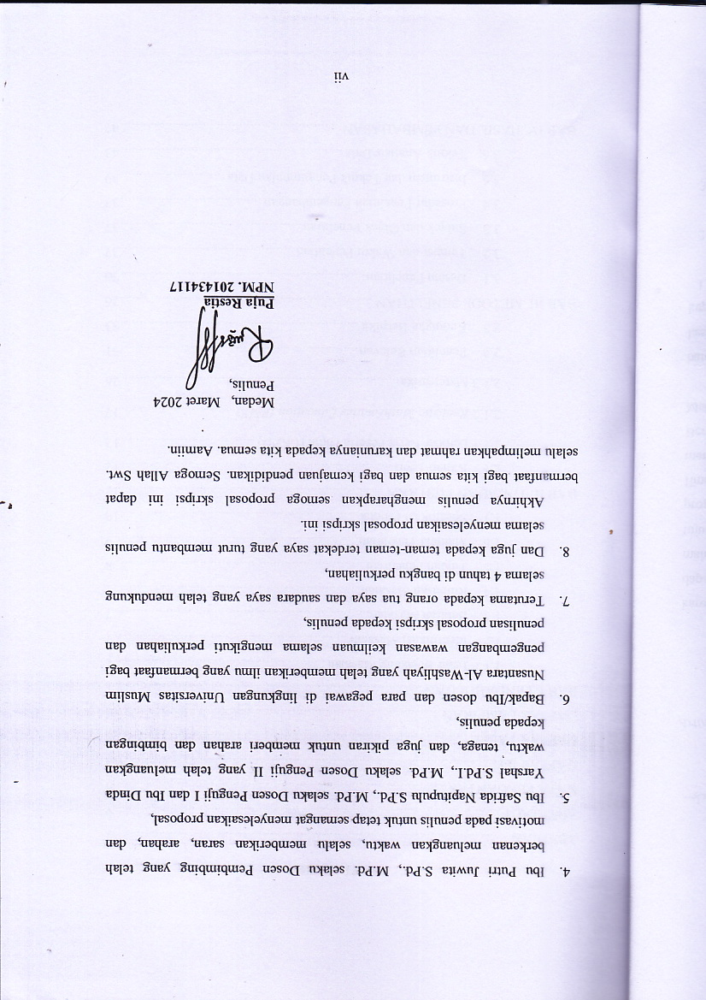 4. Ibu Putri Juwita S.Pd., M.Pd. selaku Dosen Pembimbing yang telah
berkenan meluangkan waktu, selalu memberikan saran, arahan, dan
motivasi pada penulis untuk tetap semangat menyelesaikan proposal,
5. Ibu Safrida Napitupulu S.Pd., M.Pd. selaku Dosen Penguji I dan Ibu Dinda
Yarshal S.Pd.I., M.Pd. selaku Dosen Penguji II yang telah meluangkan
waktu, tenaga, dan juga pikiran untuk memberi arahan dan bimbingan
kepada penulis,
6. Bapak/Ibu dosen dan para pegawai di lingkungan Universitas Muslim
Nusantara Al-Washliyah yang telah memberikan ilmu yang bermanfaat bagi
pengembangan wawasan keilmuan selama mengikuti perkuliahan dan
penulisan proposal skripsi kepada penulis,
7. Terutama kepada orang tua saya dan saudara saya yang telah mendukung
selama 4 tahun di bangku perkuliahan,
8. Dan juga kepada teman-teman terdekat saya yang turut membantu penulis
selama menyelesaikan proposal skripsi ini.
Akhirnya penulis mengharapkan semoga proposal skripsi ini dapat
bermanfaat bagi kita semua dan bagi kemajuan pendidikan. Semoga Allah Swt.
selalu melimpahkan rahmat dan karunianya kepada kita semua. Aamiin.
Medan, Maret 2024
Penulis,
Puja Restia
NPM. 201434117
vii